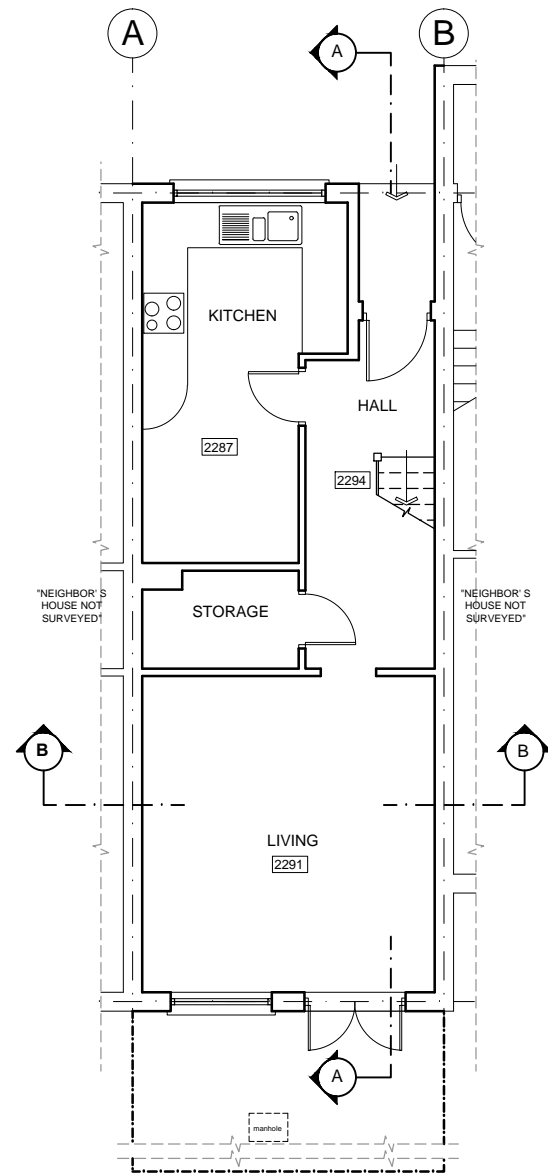 A
A
B
KITCHEN
HALL
2287
2294
"NEIGHBOR' S
HOUSE NOT
SURVEYED"
STORAGE
"NEIGHBOR' S
HOUSE NOT
SURVEYED"
B
B
LIVING
2291
A
manhole